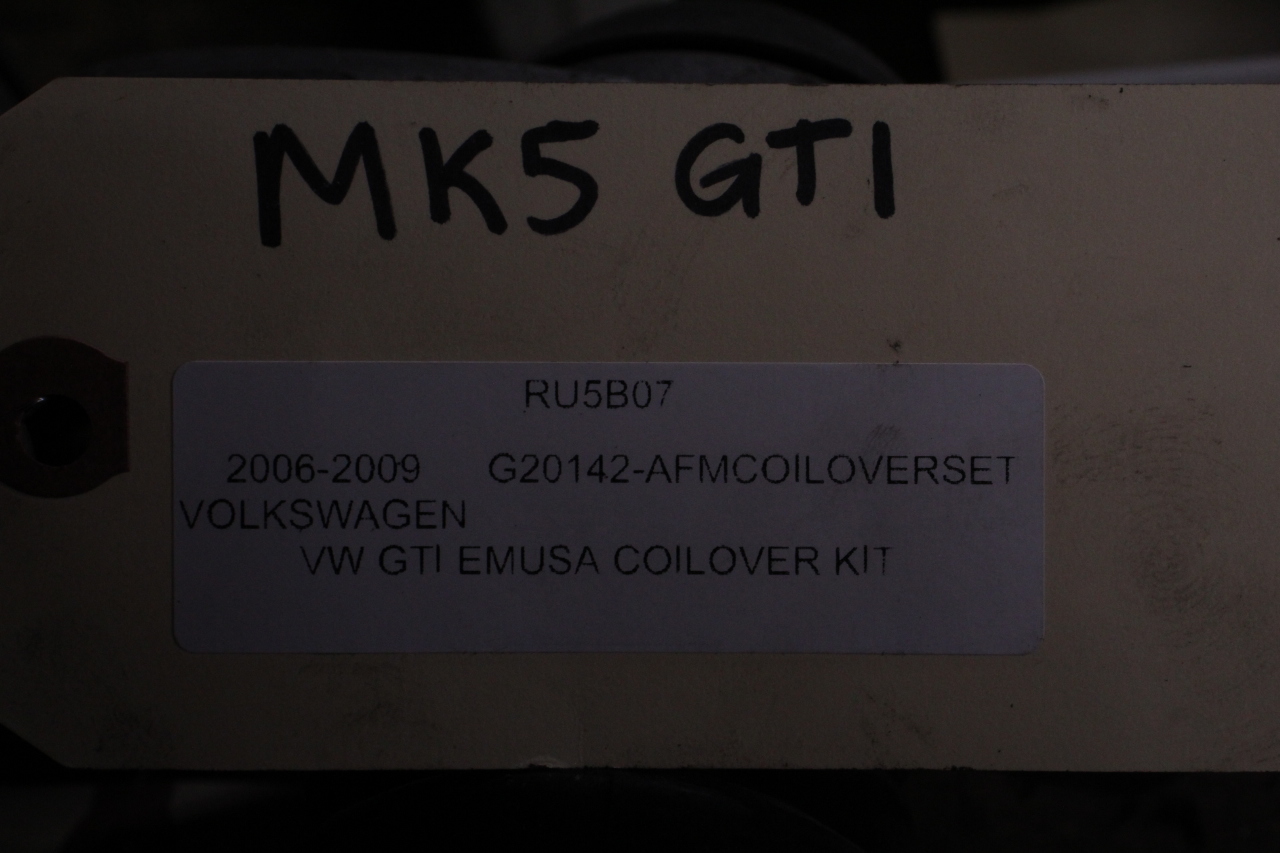 MK5 GTI
RU5B07
2006-2009 G20142-AFMCOILOVERSET
VOLKSWAGEN
VW GTI EMUSA COILOVER KIT